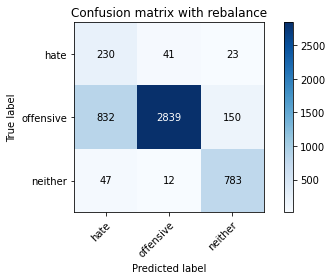 Confusion matrix with rebalance
hate 230 41 23
offensive 832 2839 150
neither 47 12 783
hate offensive neither
True label
Predicted label
2500
2000
1500
1000
500